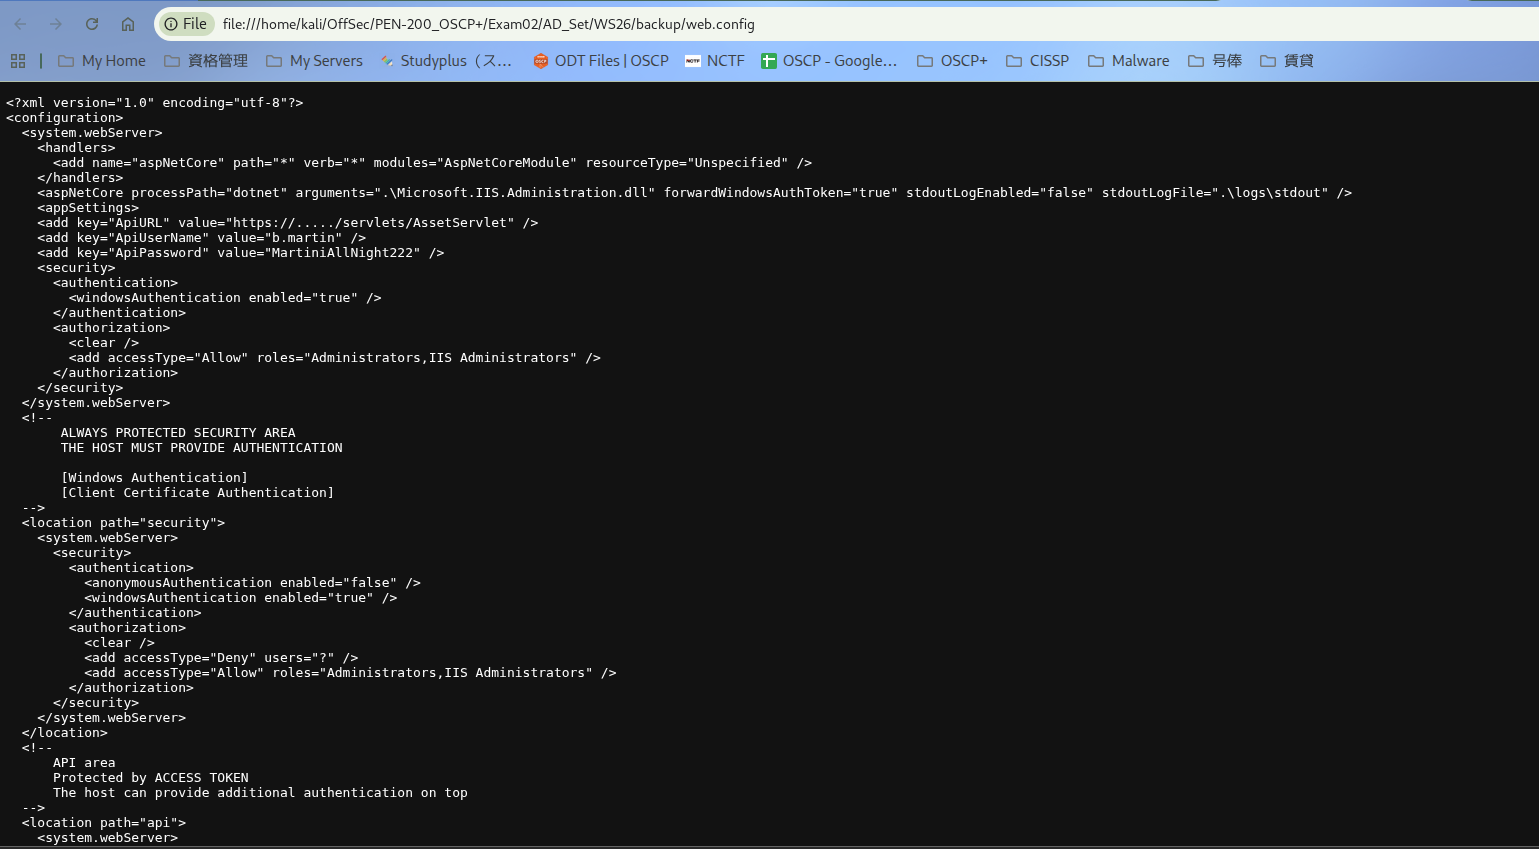 File file:///home/kali/OffSec/PEN-200_OSCP+/Exam02/AD_Set/WS26/backup/web.config
My Home 資格管理 My Servers Studyplus（ス... ODT Files | OSCP NCTF NCTF OSCP - Google... OSCP+ CISSP Malware 号俸 賃貸
<?xml version="1.0" encoding="utf-8"?>
<configuration>
  <system.webServer>
    <handlers>
      <add name="aspNetCore" path="*" verb="*" modules="AspNetCoreModule" resourceType="Unspecified" />
    </handlers>
    <aspNetCore processPath="dotnet" arguments=".\Microsoft.IIS.Administration.dll" forwardWindowsAuthToken="true" stdoutLogEnabled="false" stdoutLogFile=".\logs\stdout" />
    <appSettings>
    <add key="ApiURL" value="https://...../servlets/AssetServlet" />
    <add key="ApiUserName" value="b.martin" />
    <add key="ApiPassword" value="MartiniAllNight222" />
    <security>
      <authentication>
        <windowsAuthentication enabled="true" />
      </authentication>
      <authorization>
        <clear />
        <add accessType="Allow" roles="Administrators,IIS Administrators" />
      </authorization>
    </security>
  </system.webServer>
  <!--
       ALWAYS PROTECTED SECURITY AREA
       THE HOST MUST PROVIDE AUTHENTICATION

       [Windows Authentication]
       [Client Certificate Authentication]
  -->
  <location path="security">
    <system.webServer>
      <security>
        <authentication>
          <anonymousAuthentication enabled="false" />
          <windowsAuthentication enabled="true" />
        </authentication>
        <authorization>
          <clear />
          <add accessType="Deny" users="?" />
          <add accessType="Allow" roles="Administrators,IIS Administrators" />
        </authorization>
      </security>
    </system.webServer>
  </location>
  <!--
      API area
      Protected by ACCESS TOKEN
      The host can provide additional authentication on top
  -->
  <location path="api">
    <system.webServer>